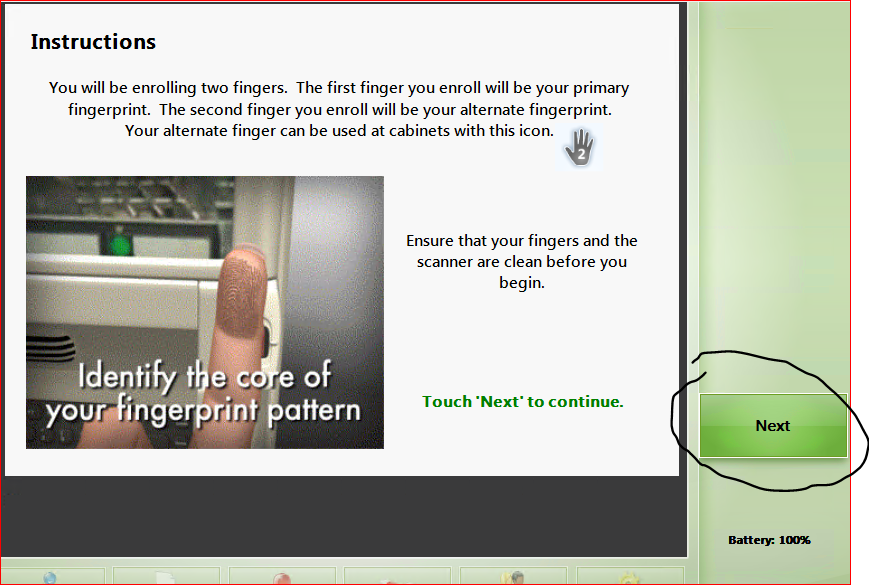 Instructions
You will be enrolling two fingers.  The first finger you enroll will be your primary
fingerprint.  The second finger you enroll will be your alternate fingerprint.
Your alternate finger can be used at cabinets with this icon.
2
Ensure that your fingers and the
scanner are clean before you
begin.
Identify the core of
your fingerprint pattern
Touch 'Next' to continue.
Next
Battery: 100%